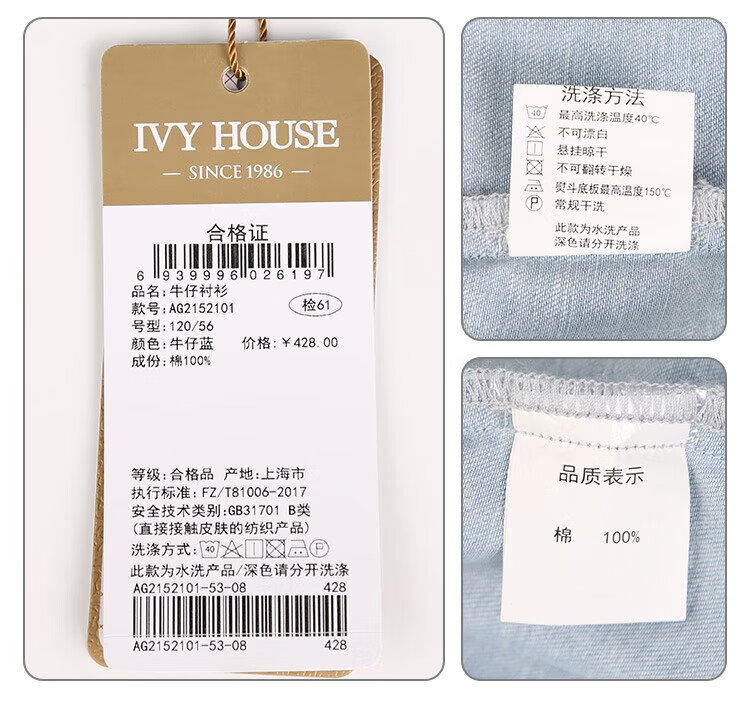 IVY HOUSE
— SINCE 1986 —
合格证
6 939996 026197
品名:牛仔衬衫
款号:AG2152101
检61
号型:120/56
颜色:牛仔蓝 价格:￥428.00
成份:棉100%
等级:合格品 产地:上海市
执行标准:FZ/T81006-2017
安全技术类别:GB31701 B类
(直接接触皮肤的纺织产品)
洗涤方式: 40 P
此款为水洗产品/深色请分开洗涤
AG2152101-53-08 428
AG2152101-53-08 428
洗涤方法
40 最高洗涤温度40℃
不可漂白
悬挂晾干
不可翻转干燥
熨斗底板最高温度150℃
P 常规干洗
此款为水洗产品
深色请分开洗涤
品质表示
棉 100%